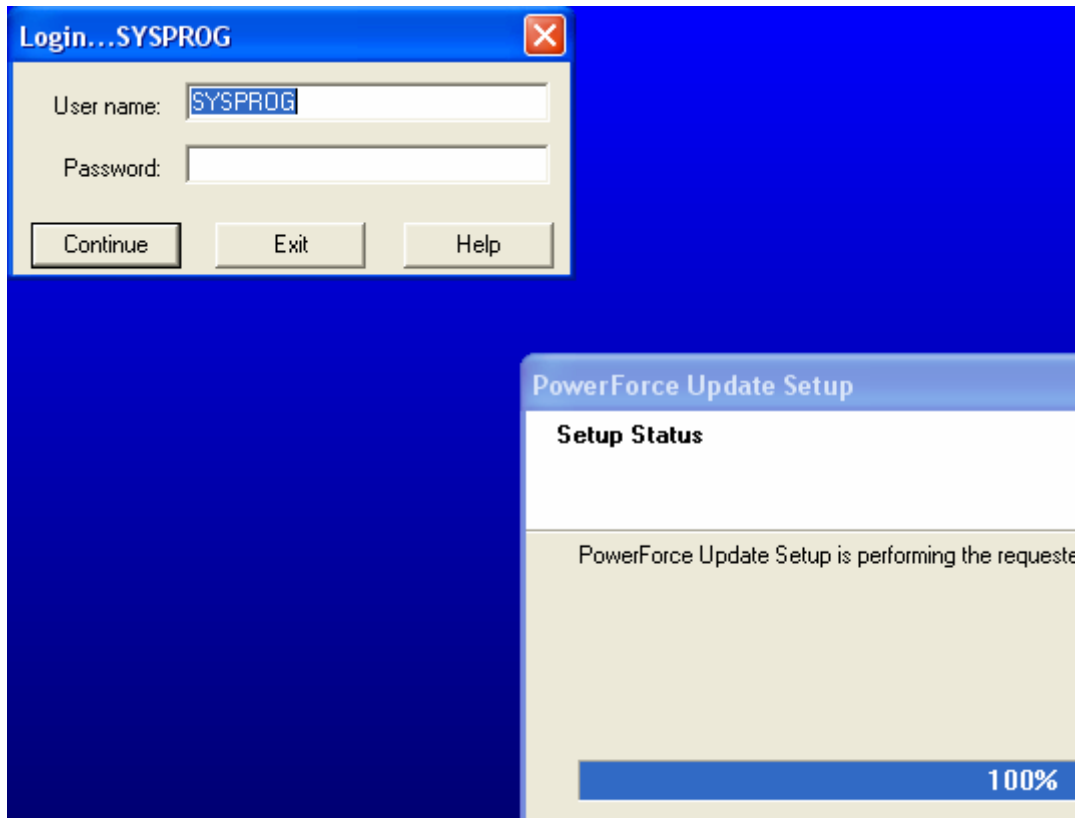 Login...SYSPROG
User name: SYSPROG
Password:
Continue Exit Help
PowerForce Update Setup
Setup Status
PowerForce Update Setup is performing the requeste
100%